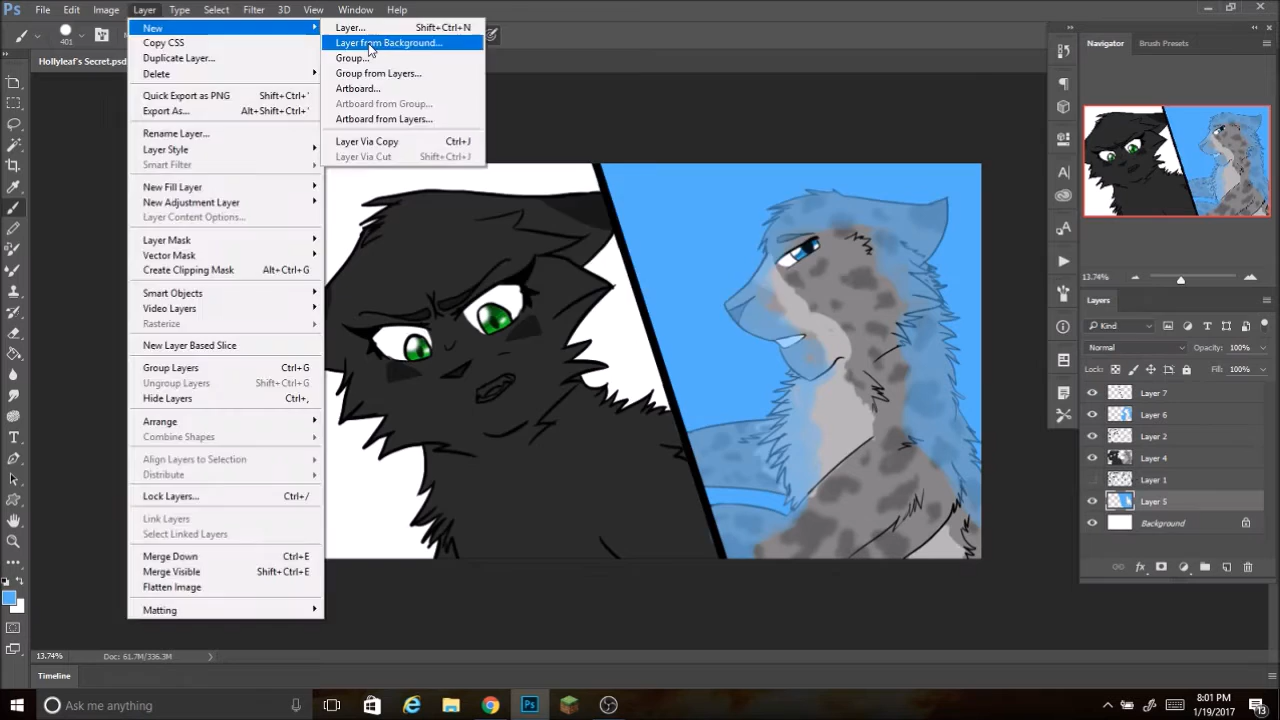 Ps File Edit Image Layer Type Select Filter 3D View Window Help
401
Hollyleaf's Secret.psd
New
Copy CSS
Duplicate Layer...
Delete
Quick Export as PNG Shift+Ctrl+'
Export As... Alt+Shift+Ctrl+'
Rename Layer...
Layer Style
Smart Filter
New Fill Layer
New Adjustment Layer
Layer Content Options...
Layer Mask
Vector Mask
Create Clipping Mask Alt+Ctrl+G
Smart Objects
Video Layers
Rasterize
New Layer Based Slice
Group Layers Ctrl+G
Ungroup Layers Shift+Ctrl+G
Hide Layers Ctrl+,
Arrange
Combine Shapes
Align Layers to Selection
Distribute
Lock Layers... Ctrl+/
Link Layers
Select Linked Layers
Merge Down Ctrl+E
Merge Visible Shift+Ctrl+E
Flatten Image
Matting
Layer... Shift+Ctrl+N
Layer from Background...
Group...
Group from Layers...
Artboard...
Artboard from Group...
Artboard from Layers...
Layer Via Copy Ctrl+J
Layer Via Cut Shift+Ctrl+J
Navigator Brush Presets
13.74%
Layers
Kind
Normal Opacity: 100%
Lock: Fill: 100%
Layer 7
Layer 6
Layer 2
Layer 4
Layer 1
Layer 5
Background
13.74% Doc: 61.7M/336.3M
Timeline
Ask me anything
Ps
8:01 PM
1/19/2017
13